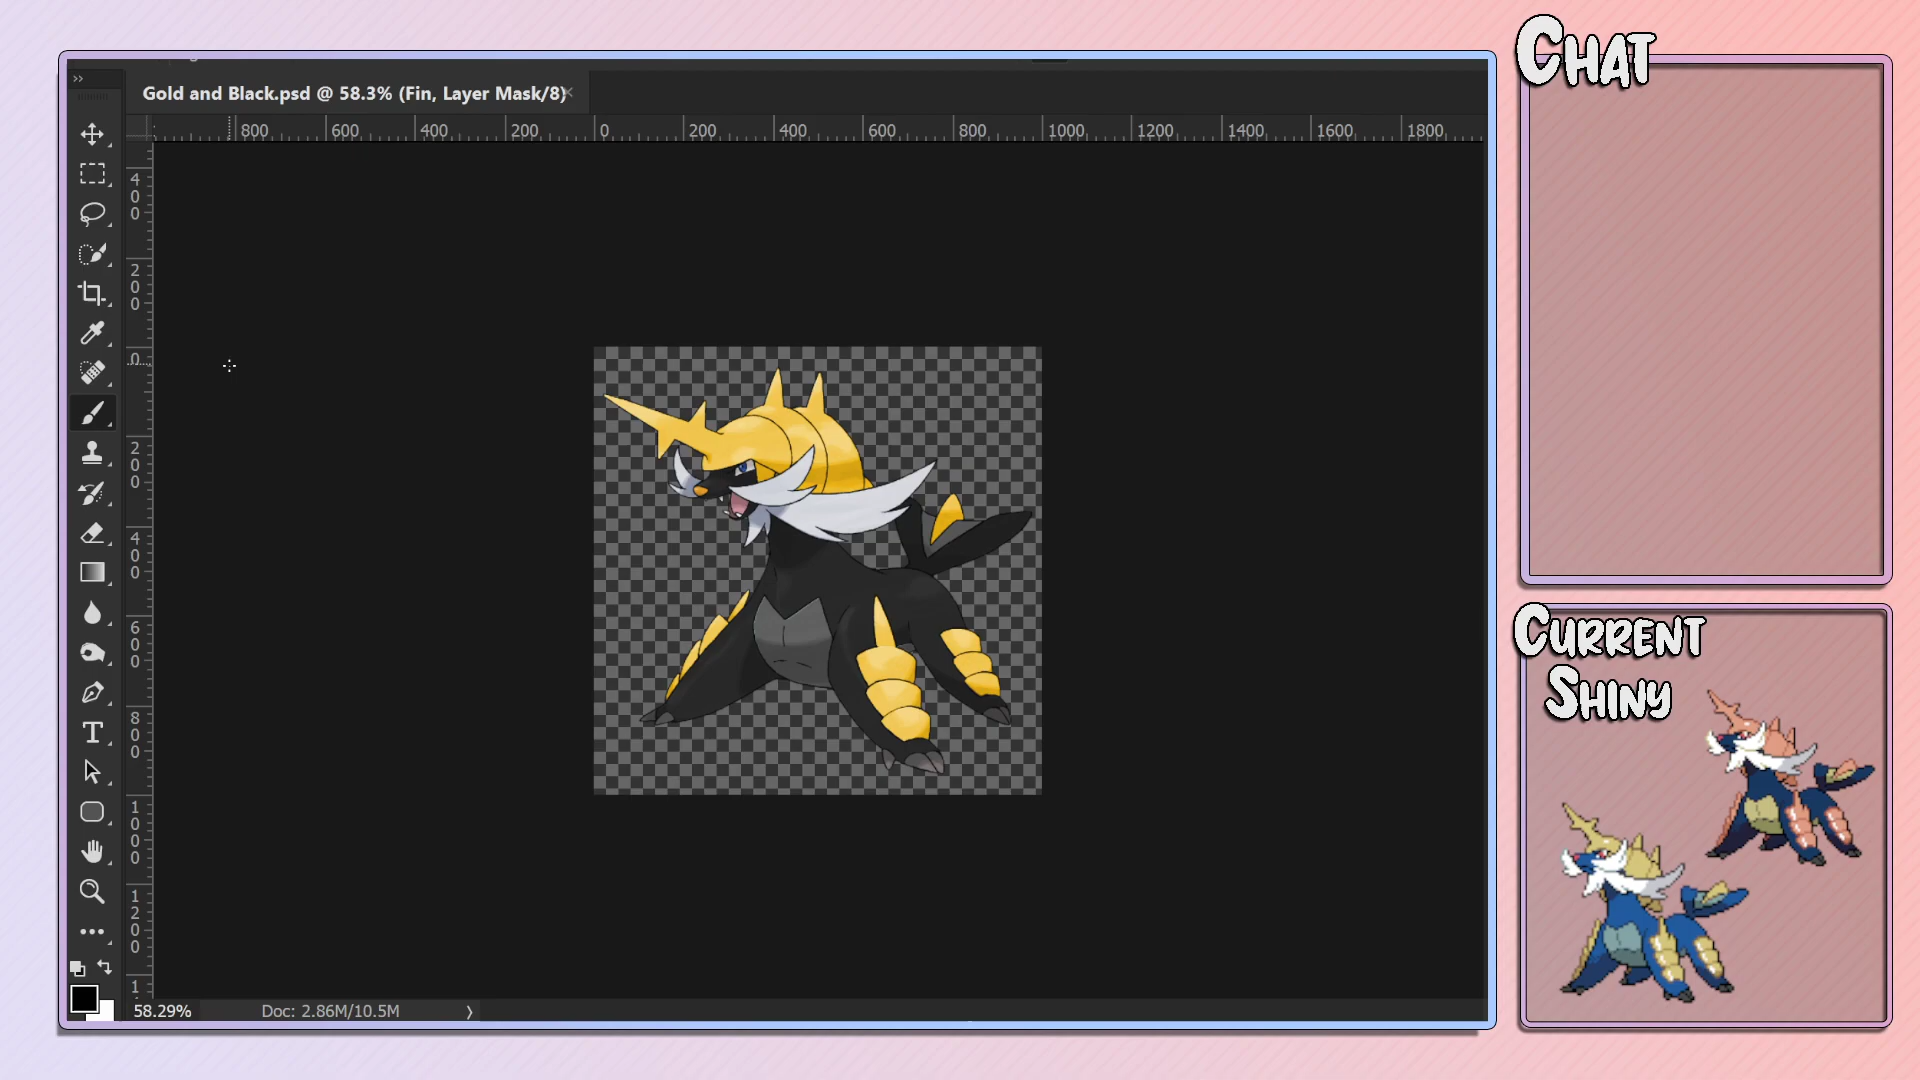 Gold and Black.psd @ 58.3% (Fin, Layer Mask/8)
800 600 400 200 0 200 400 600 800 1000 1200 1400 1600 1800
400
200
0
200
400
600
800
1000
1200
1
58.29% Doc: 2.86M/10.5M
Chat
Current
Shiny